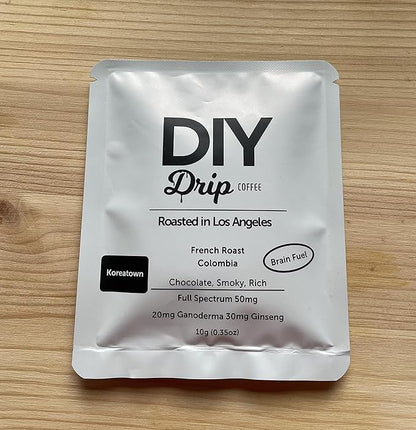 DIY
Drip COFFEE
Roasted in Los Angeles
French Roast
Colombia
Brain Fuel
Koreatown
Chocolate, Smoky, Rich
Full Spectrum 50mg
20mg Ganoderma 30mg Ginseng
10g (0.35oz)